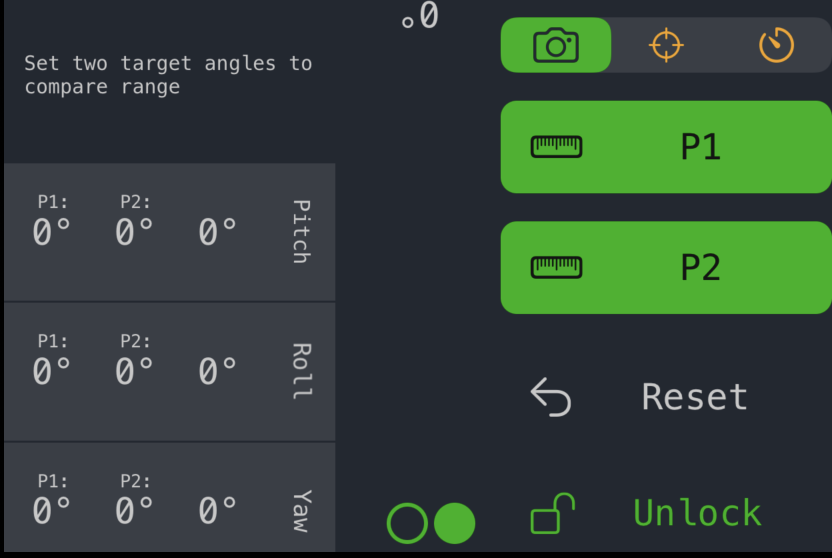 0°
Set two target angles to
compare range
P1
P1: P2:
0° 0° 0° Pitch
P2
P1: P2:
0° 0° 0° Roll
Reset
P1: P2:
0° 0° 0° Yaw
Unlock